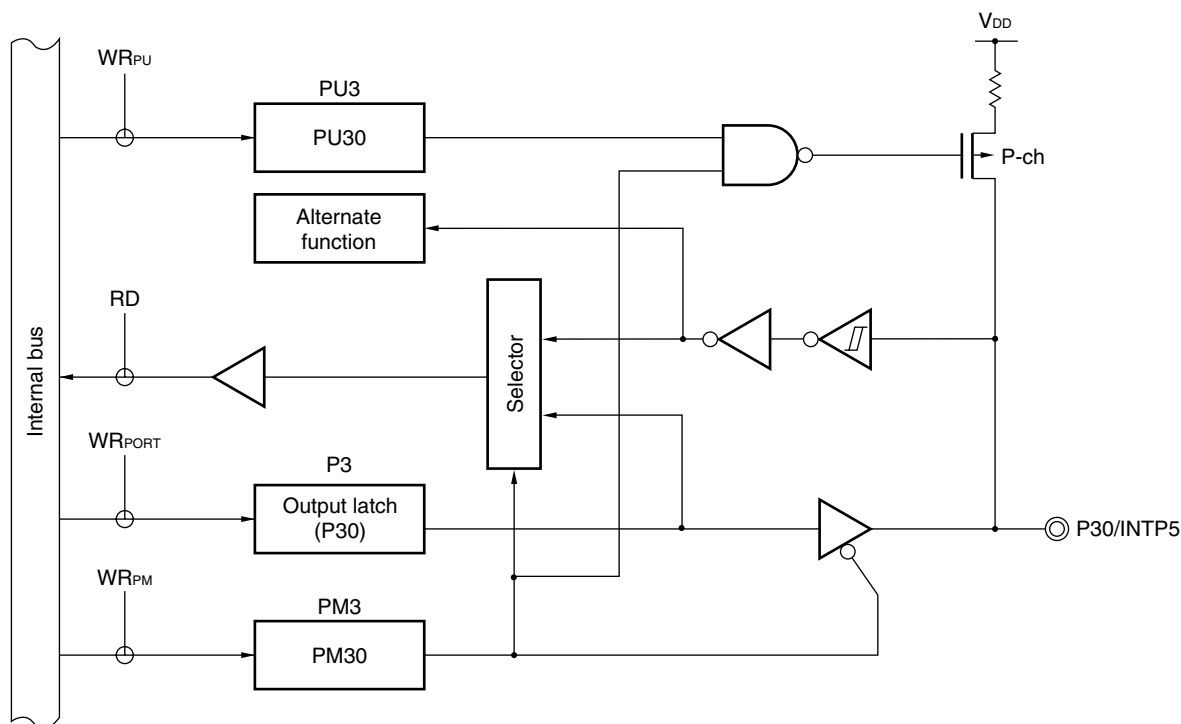 VDD
WRPU
PU3
PU30
P-ch
Alternate
function
RD
Internal bus
Selector
WRPORT
P3
Output latch
(P30)
P30/INTP5
WRPM
PM3
PM30